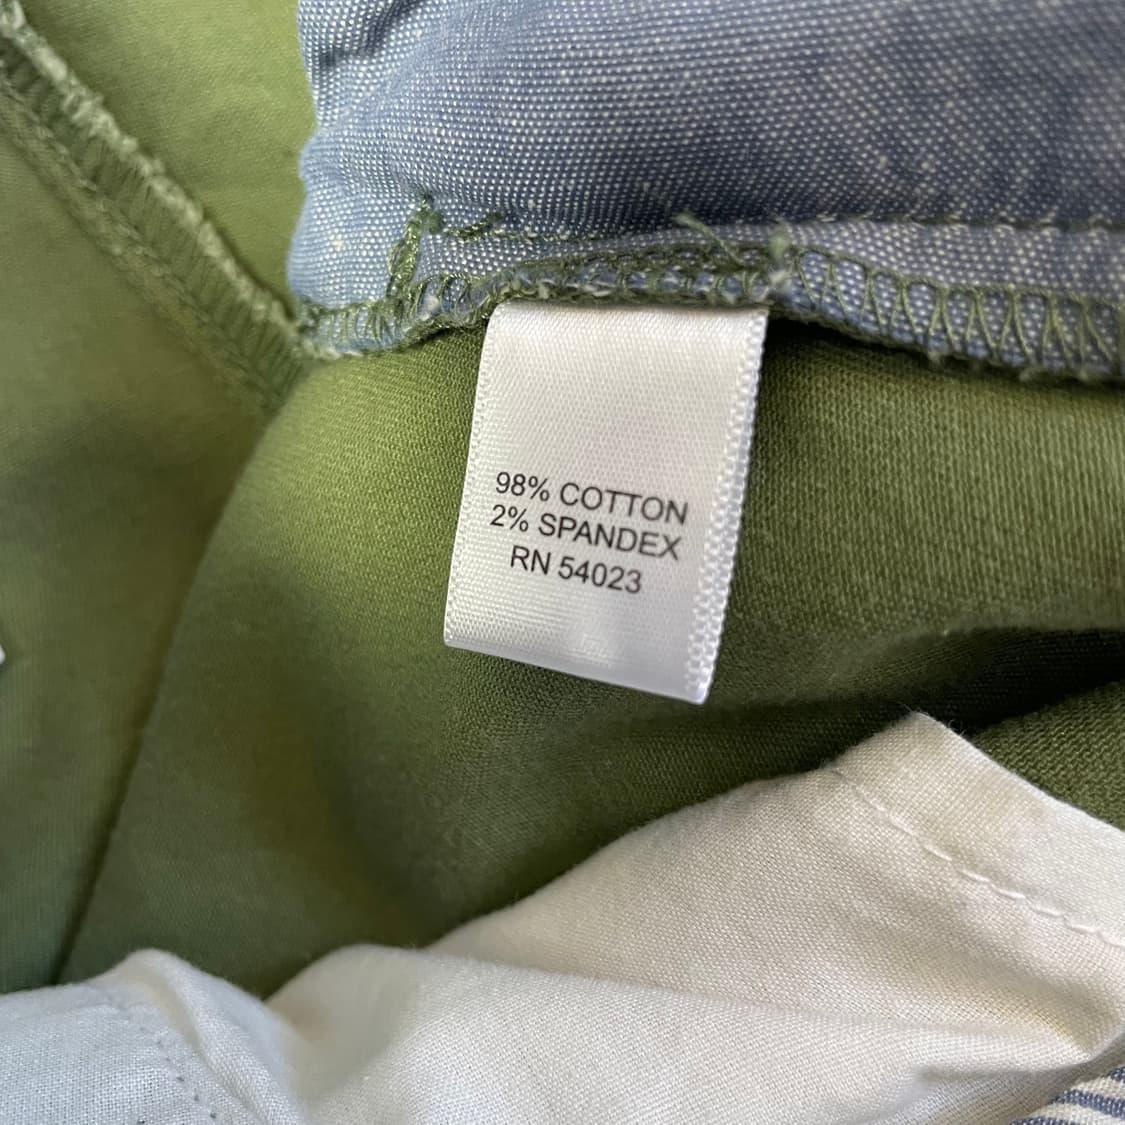 98% COTTON
2% SPANDEX
RN 54023